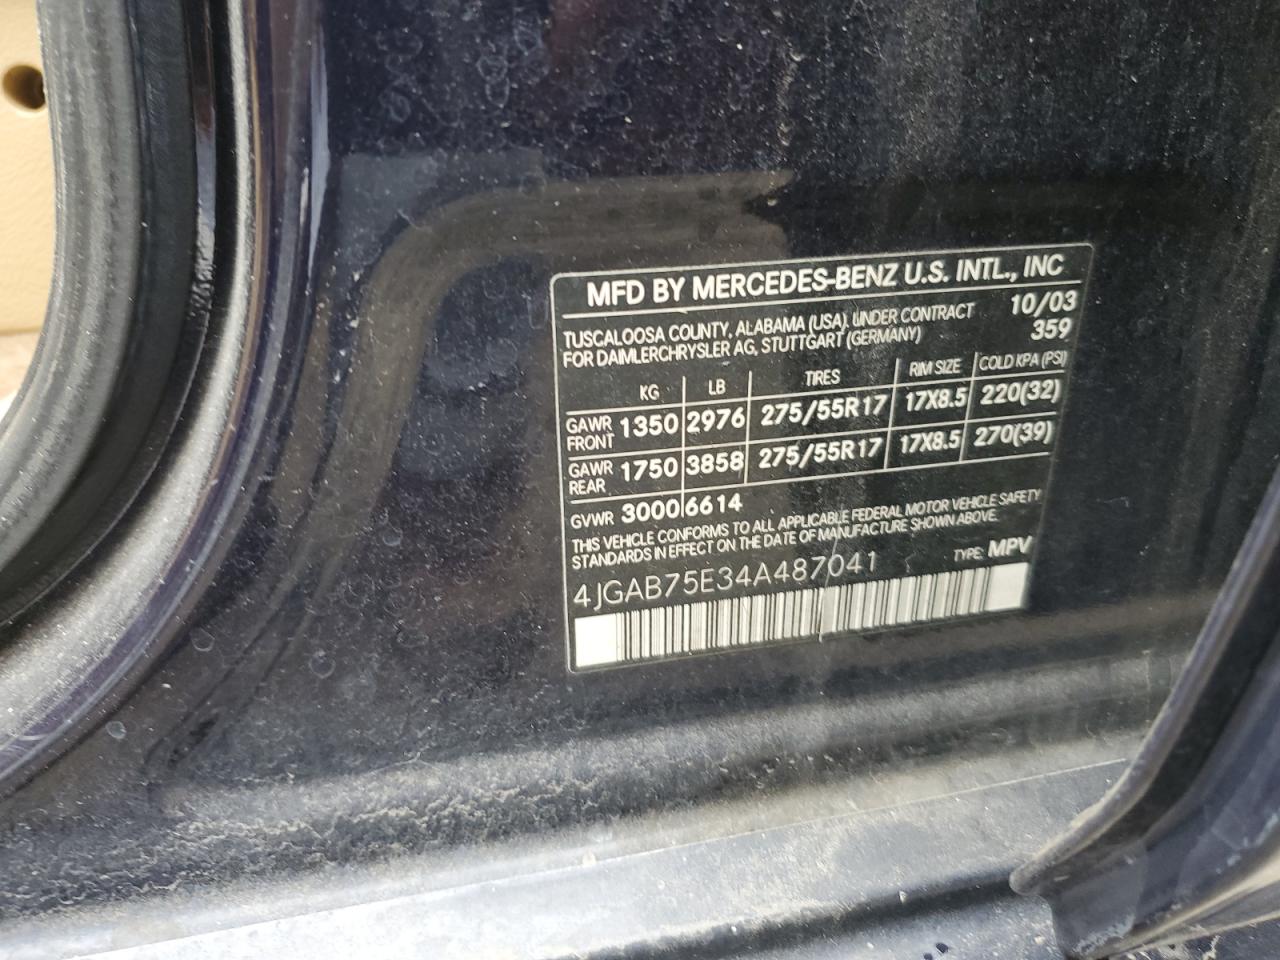 MFD BY MERCEDES-BENZ U.S. INTL., INC
TUSCALOOSA COUNTY, ALABAMA (USA). UNDER CONTRACT 10/03
FOR DAIMLERCHRYSLER AG, STUTTGART (GERMANY) 359
KG LB TIRES RIM SIZE COLD KPA (PSI)
GAWR FRONT 1350 2976 275/55R17 17X8.5 220(32)
GAWR REAR 1750 3858 275/55R17 17X8.5 270(39)
GVWR 3000 6614
THIS VEHICLE CONFORMS TO ALL APPLICABLE FEDERAL MOTOR VEHICLE SAFETY
STANDARDS IN EFFECT ON THE DATE OF MANUFACTURE SHOWN ABOVE.
4JGAB75E34A487041 TYPE: MPV